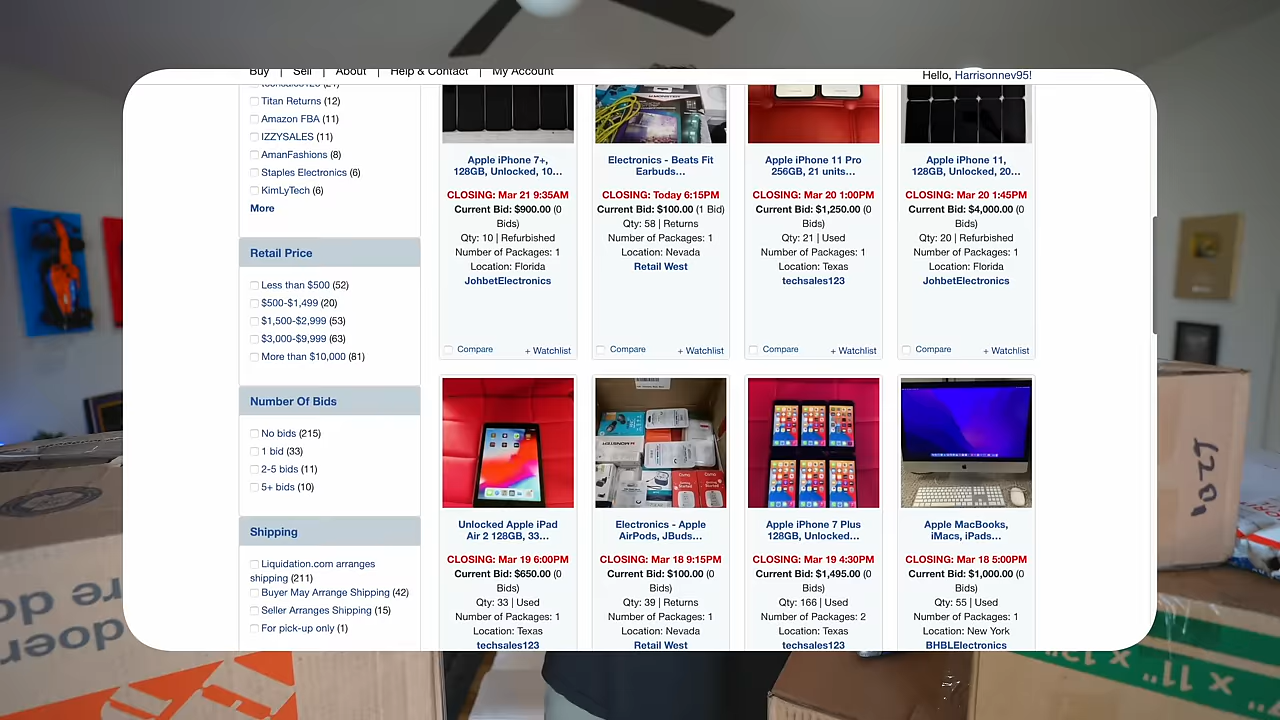 Buy | Sell | About | Help & Contact | My Account
Hello, Harrisonnev95!
Titan Returns (12)
Amazon FBA (11)
IZZYSALES (11)
AmanFashions (8)
Staples Electronics (6)
KimLyTech (6)
More
Retail Price
Less than $500 (52)
$500-$1,499 (20)
$1,500-$2,999 (53)
$3,000-$9,999 (63)
More than $10,000 (81)
Number Of Bids
No bids (215)
1 bid (33)
2-5 bids (11)
5+ bids (10)
Shipping
Liquidation.com arranges
shipping (211)
Buyer May Arrange Shipping (42)
Seller Arranges Shipping (15)
For pick-up only (1)
Apple iPhone 7+,
128GB, Unlocked, 10...
CLOSING: Mar 21 9:35AM
Current Bid: $900.00 (0
Bids)
Qty: 10 | Refurbished
Number of Packages: 1
Location: Florida
JohbetElectronics
Compare
+ Watchlist
Electronics - Beats Fit
Earbuds...
CLOSING: Today 6:15PM
Current Bid: $100.00 (1 Bid)
Qty: 58 | Returns
Number of Packages: 1
Location: Nevada
Retail West
Compare
+ Watchlist
Apple iPhone 11 Pro
256GB, 21 units...
CLOSING: Mar 20 1:00PM
Current Bid: $1,250.00 (0
Bids)
Qty: 21 | Used
Number of Packages: 1
Location: Texas
techsales123
Compare
+ Watchlist
Apple iPhone 11,
128GB, Unlocked, 20...
CLOSING: Mar 20 1:45PM
Current Bid: $4,000.00 (0
Bids)
Qty: 20 | Refurbished
Number of Packages: 1
Location: Florida
JohbetElectronics
Compare
+ Watchlist
Unlocked Apple iPad
Air 2 128GB, 33...
CLOSING: Mar 19 6:00PM
Current Bid: $650.00 (0
Bids)
Qty: 33 | Used
Number of Packages: 1
Location: Texas
techsales123
Electronics - Apple
AirPods, JBuds...
CLOSING: Mar 18 9:15PM
Current Bid: $100.00 (0
Bids)
Qty: 39 | Returns
Number of Packages: 1
Location: Nevada
Retail West
Apple iPhone 7 Plus
128GB, Unlocked...
CLOSING: Mar 19 4:30PM
Current Bid: $1,495.00 (0
Bids)
Qty: 166 | Used
Number of Packages: 2
Location: Texas
techsales123
Apple MacBooks,
iMacs, iPads...
CLOSING: Mar 18 5:00PM
Current Bid: $1,000.00 (0
Bids)
Qty: 55 | Used
Number of Packages: 1
Location: New York
BHBLElectronics